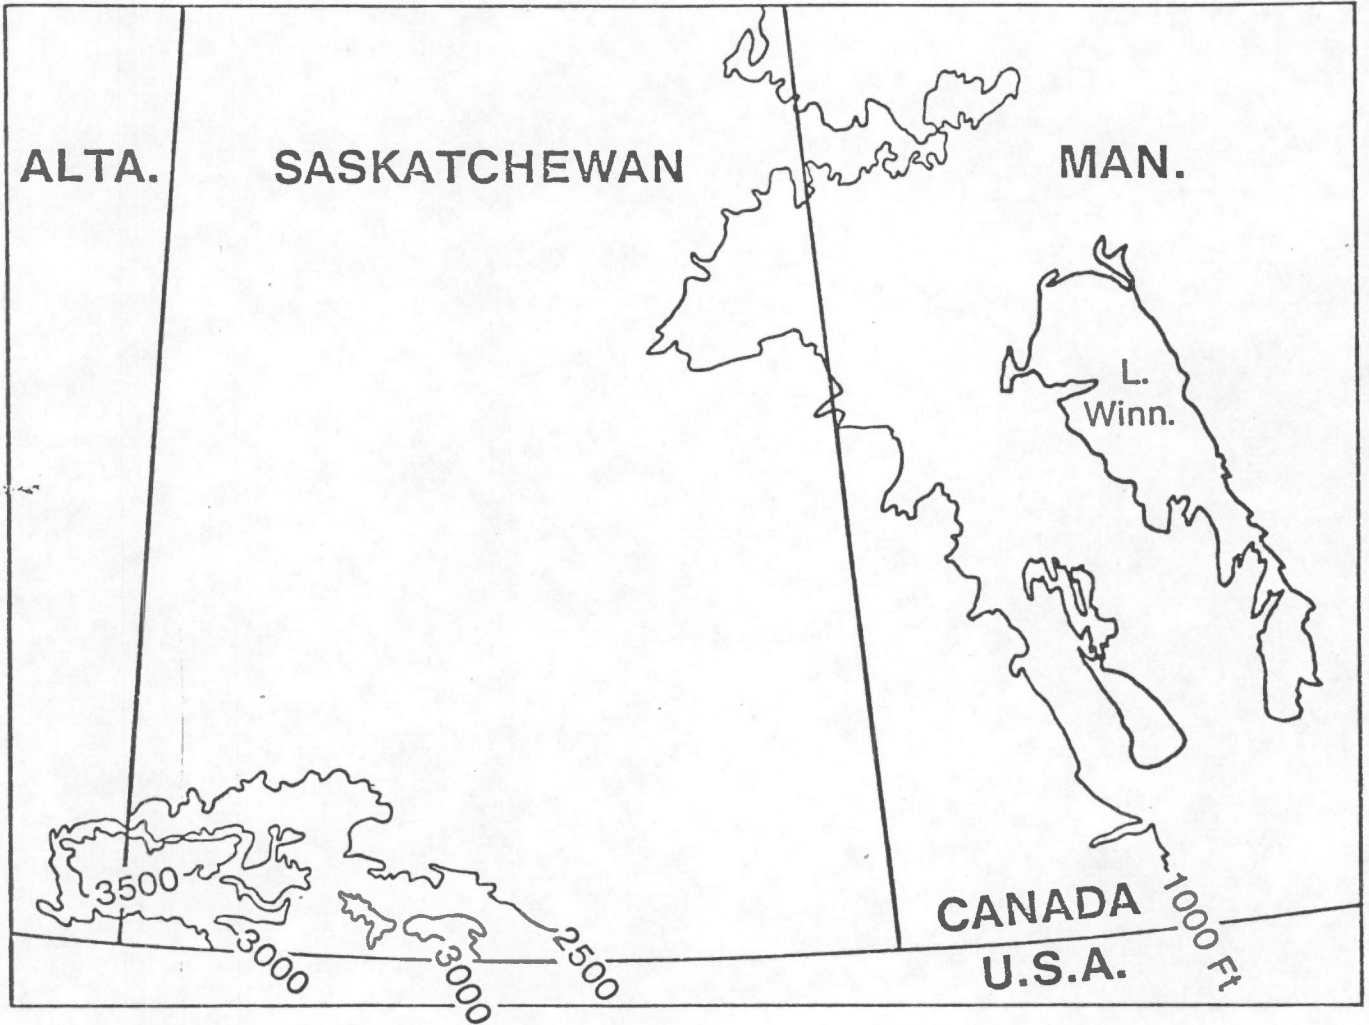 ALTA.
SASKATCHEWAN
MAN.
L.
Winn.
3500
3000
3000
2500
CANADA
U.S.A.
1000 Ft